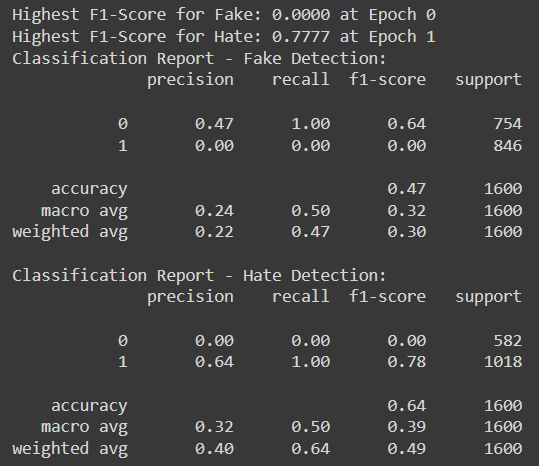 Highest F1-Score for Fake: 0.0000 at Epoch 0
Highest F1-Score for Hate: 0.7777 at Epoch 1
Classification Report - Fake Detection:
precision recall f1-score support
0 0.47 1.00 0.64 754
1 0.00 0.00 0.00 846
accuracy 0.47 1600
macro avg 0.24 0.50 0.32 1600
weighted avg 0.22 0.47 0.30 1600
Classification Report - Hate Detection:
precision recall f1-score support
0 0.00 0.00 0.00 582
1 0.64 1.00 0.78 1018
accuracy 0.64 1600
macro avg 0.32 0.50 0.39 1600
weighted avg 0.40 0.64 0.49 1600